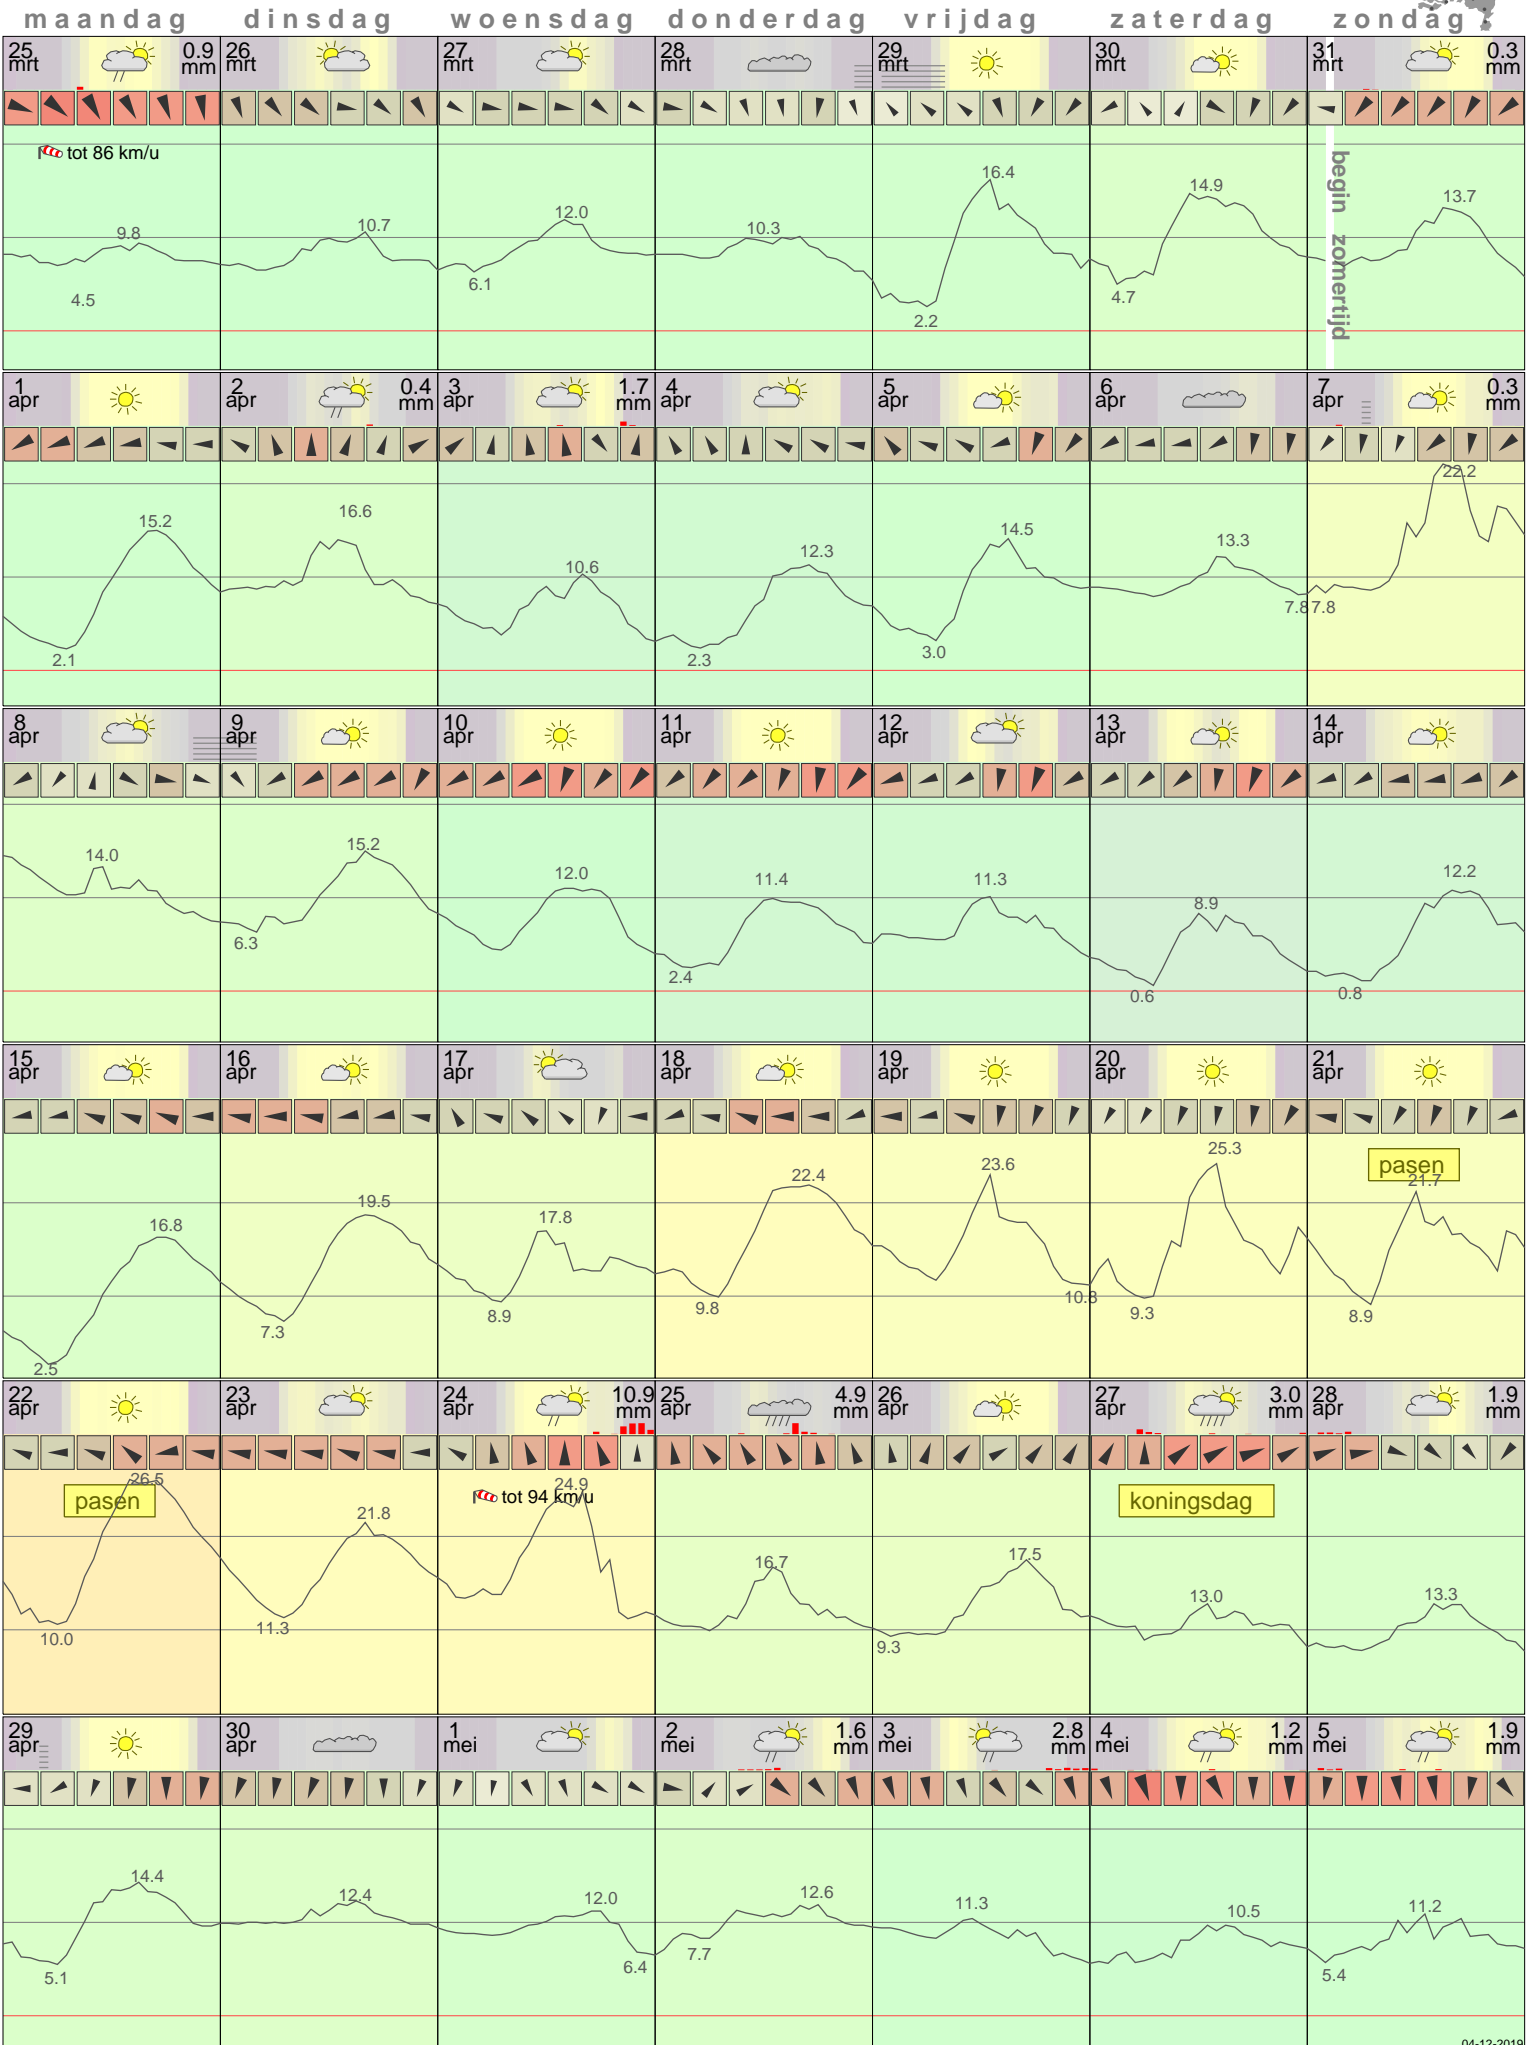 maandag dinsdag woensdag donderdag vrijdag zaterdag zondag
25 mrt 0.9 mm 26 mrt 27 mrt 28 mrt 29 mrt 30 mrt 31 mrt 0.3 mm
tot 86 km/u
begin zomertijd
9.8 10.7 12.0 10.3 16.4 14.9 13.7
4.5 6.1 2.2 4.7
1 apr 2 apr 0.4 mm 3 apr 1.7 mm 4 apr 5 apr 6 apr 7 apr 0.3 mm
15.2 16.6 10.6 12.3 14.5 13.3 22.2
2.1 2.3 3.0 7.8 7.8
8 apr 9 apr 10 apr 11 apr 12 apr 13 apr 14 apr
14.0 15.2 12.0 11.4 11.3 8.9 12.2
6.3 2.4 0.6 0.8
15 apr 16 apr 17 apr 18 apr 19 apr 20 apr 21 apr
pasen
16.8 19.5 17.8 22.4 23.6 25.3 21.7
2.5 7.3 8.9 9.8 10.8 9.3 8.9
22 apr 23 apr 24 apr 10.9 mm 25 apr 4.9 mm 26 apr 27 apr 3.0 mm 28 apr 1.9 mm
pasen tot 94 km/u koningsdag
26.5 21.8 24.9 16.7 17.5 13.0 13.3
10.0 11.3 9.3
29 apr 30 apr 1 mei 2 mei 1.6 mm 3 mei 2.8 mm 4 mei 1.2 mm 5 mei 1.9 mm
14.4 12.4 12.0 12.6 11.3 10.5 11.2
5.1 6.4 7.7 5.4
04-12-2019